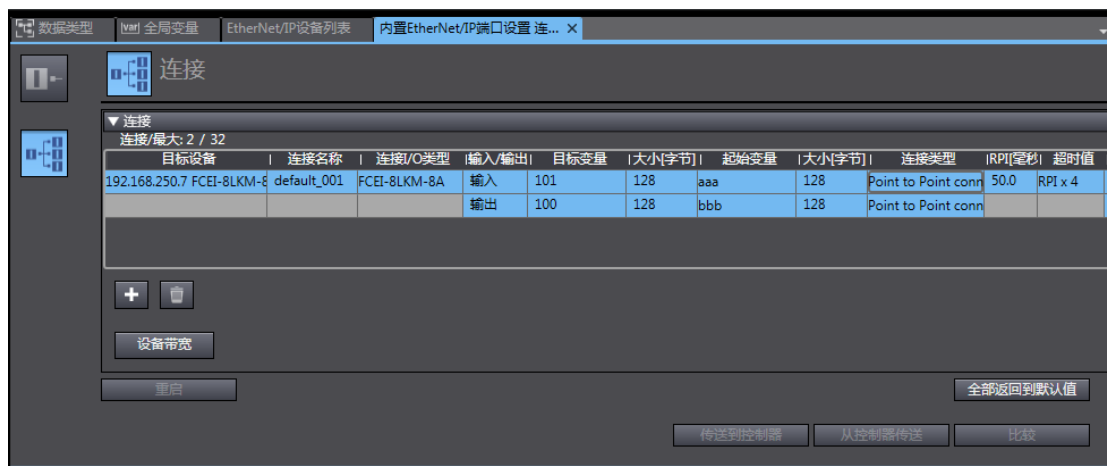 数据类型 |var| 全局变量 EtherNet/IP设备列表 内置EtherNet/IP端口设置 连... X
连接
▼连接
连接/最大: 2 / 32
目标设备 | 连接名称 | 连接I/O类型 |输入/输出| 目标变量 |大小[字节]| 起始变量 |大小[字节]| 连接类型 |RPI[毫秒| 超时值
192.168.250.7 FCEI-8LKM-8 default_001 FCEI-8LKM-8A 输入 101 128 aaa 128 Point to Point conn 50.0 RPI x 4
输出 100 128 bbb 128 Point to Point conn
+
设备带宽
重启 全部返回到默认值
传送到控制器 从控制器传送 比较